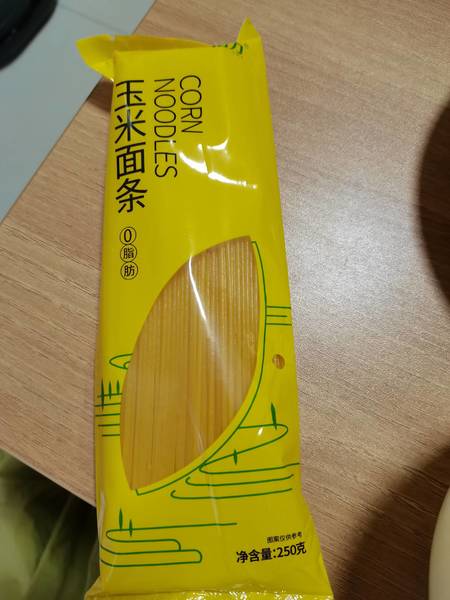 玉米面条
CORN
NOODLES
0脂肪
图案仅供参考
净含量:250克